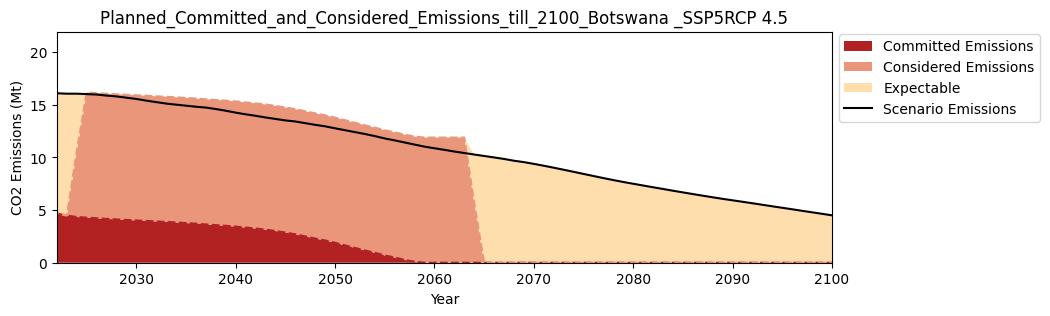 Planned_Committed_and_Considered_Emissions_till_2100_Botswana _SSP5RCP 4.5
CO2 Emissions (Mt)
20
15
10
5
0
2030 2040 2050 2060 2070 2080 2090 2100
Year
Committed Emissions
Considered Emissions
Expectable
Scenario Emissions